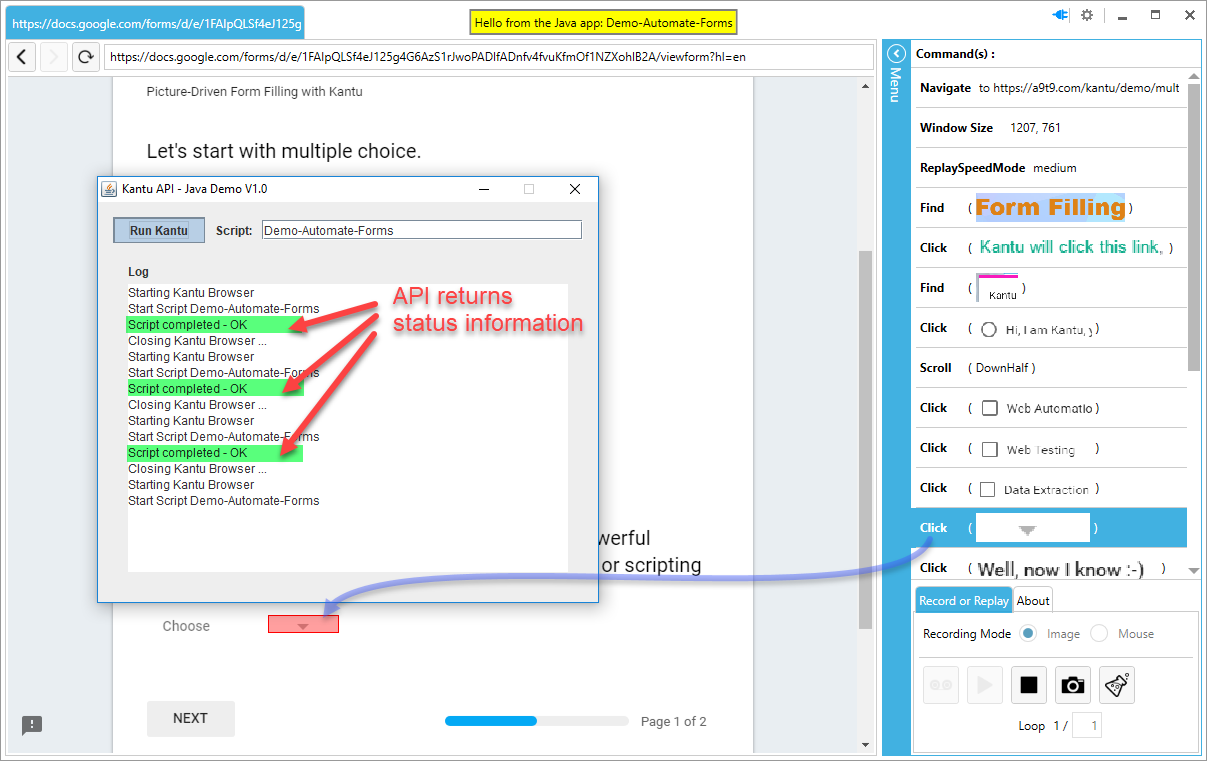 https://docs.google.com/forms/d/e/1FAIpQLSf4eJ125g
Hello from the Java app: Demo-Automate-Forms
https://docs.google.com/forms/d/e/1FAIpQLSf4eJ125g4G6AzS1rJwoPADlfADnfv4fvuKfmOf1NZXohIB2A/viewform?hl=en
Picture-Driven Form Filling with Kantu
Let's start with multiple choice.
Kantu API - Java Demo V1.0
Run Kantu Script: Demo-Automate-Forms
Log
Starting Kantu Browser
Start Script Demo-Automate-Forms
Script completed - OK
Closing Kantu Browser ...
Starting Kantu Browser
Start Script Demo-Automate-Forms
Script completed - OK
Closing Kantu Browser ...
Starting Kantu Browser
Start Script Demo-Automate-Forms
Script completed - OK
Closing Kantu Browser ...
Starting Kantu Browser
Start Script Demo-Automate-Forms
API returns
status information
werful
or scripting
Choose
NEXT
Page 1 of 2
Menu
Command(s) :
Navigate to https://a9t9.com/kantu/demo/mult
Window Size 1207, 761
ReplaySpeedMode medium
Find ( Form Filling )
Click ( Kantu will click this link. )
Find ( Kantu )
Click ( Hi, I am Kantu, y )
Scroll ( DownHalf )
Click ( Web Automatio )
Click ( Web Testing )
Click ( Data Extraction )
Click ( )
Click ( Well, now I know :-) )
Record or Replay About
Recording Mode Image Mouse
Loop 1 / 1